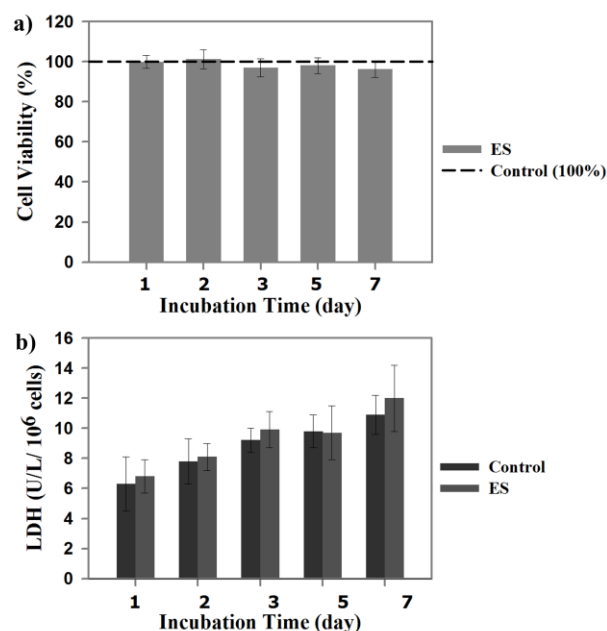 a)
Cell Viability (%)
120
100
80
60
40
20
0
1 2 3 5 7
Incubation Time (day)
ES
Control (100%)
b)
LDH (U/L/ 10⁶ cells)
16
14
12
10
8
6
4
2
0
1 2 3 5 7
Incubation Time (day)
Control
ES